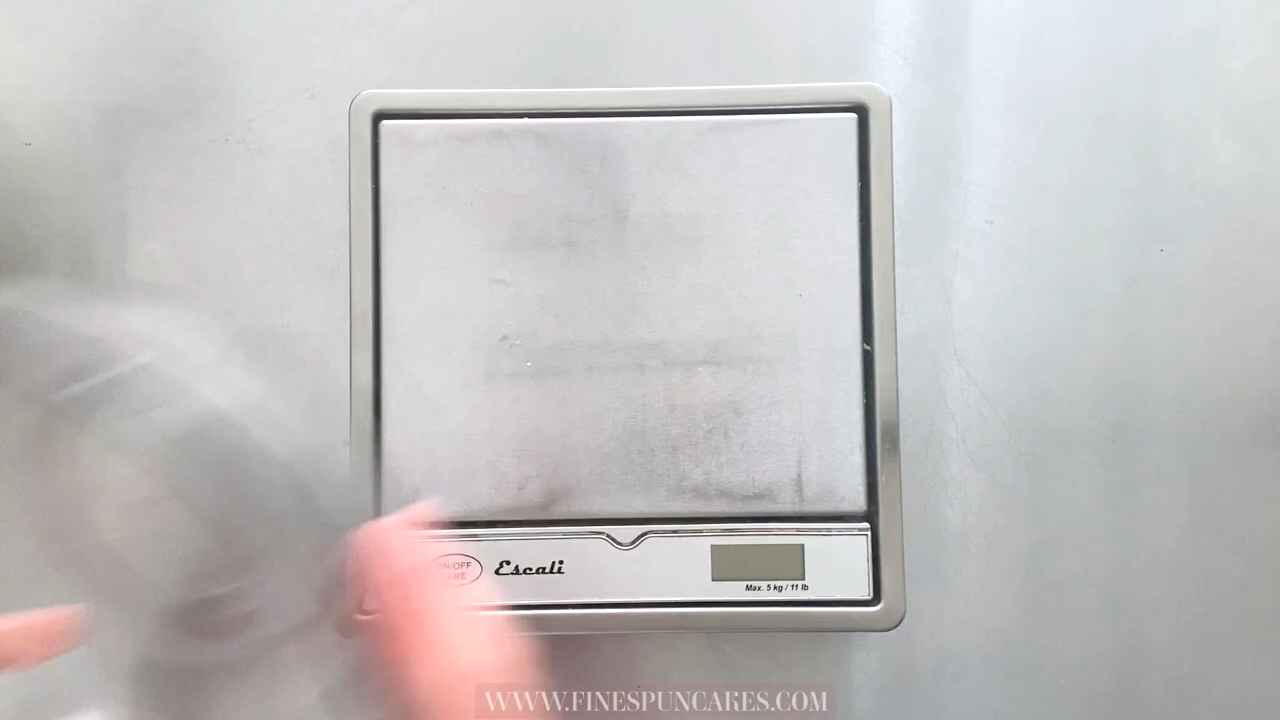 ON/OFF
TARE
Escali
Max. 5 kg / 11 lb
WWW.FINESPUNCAKES.COM